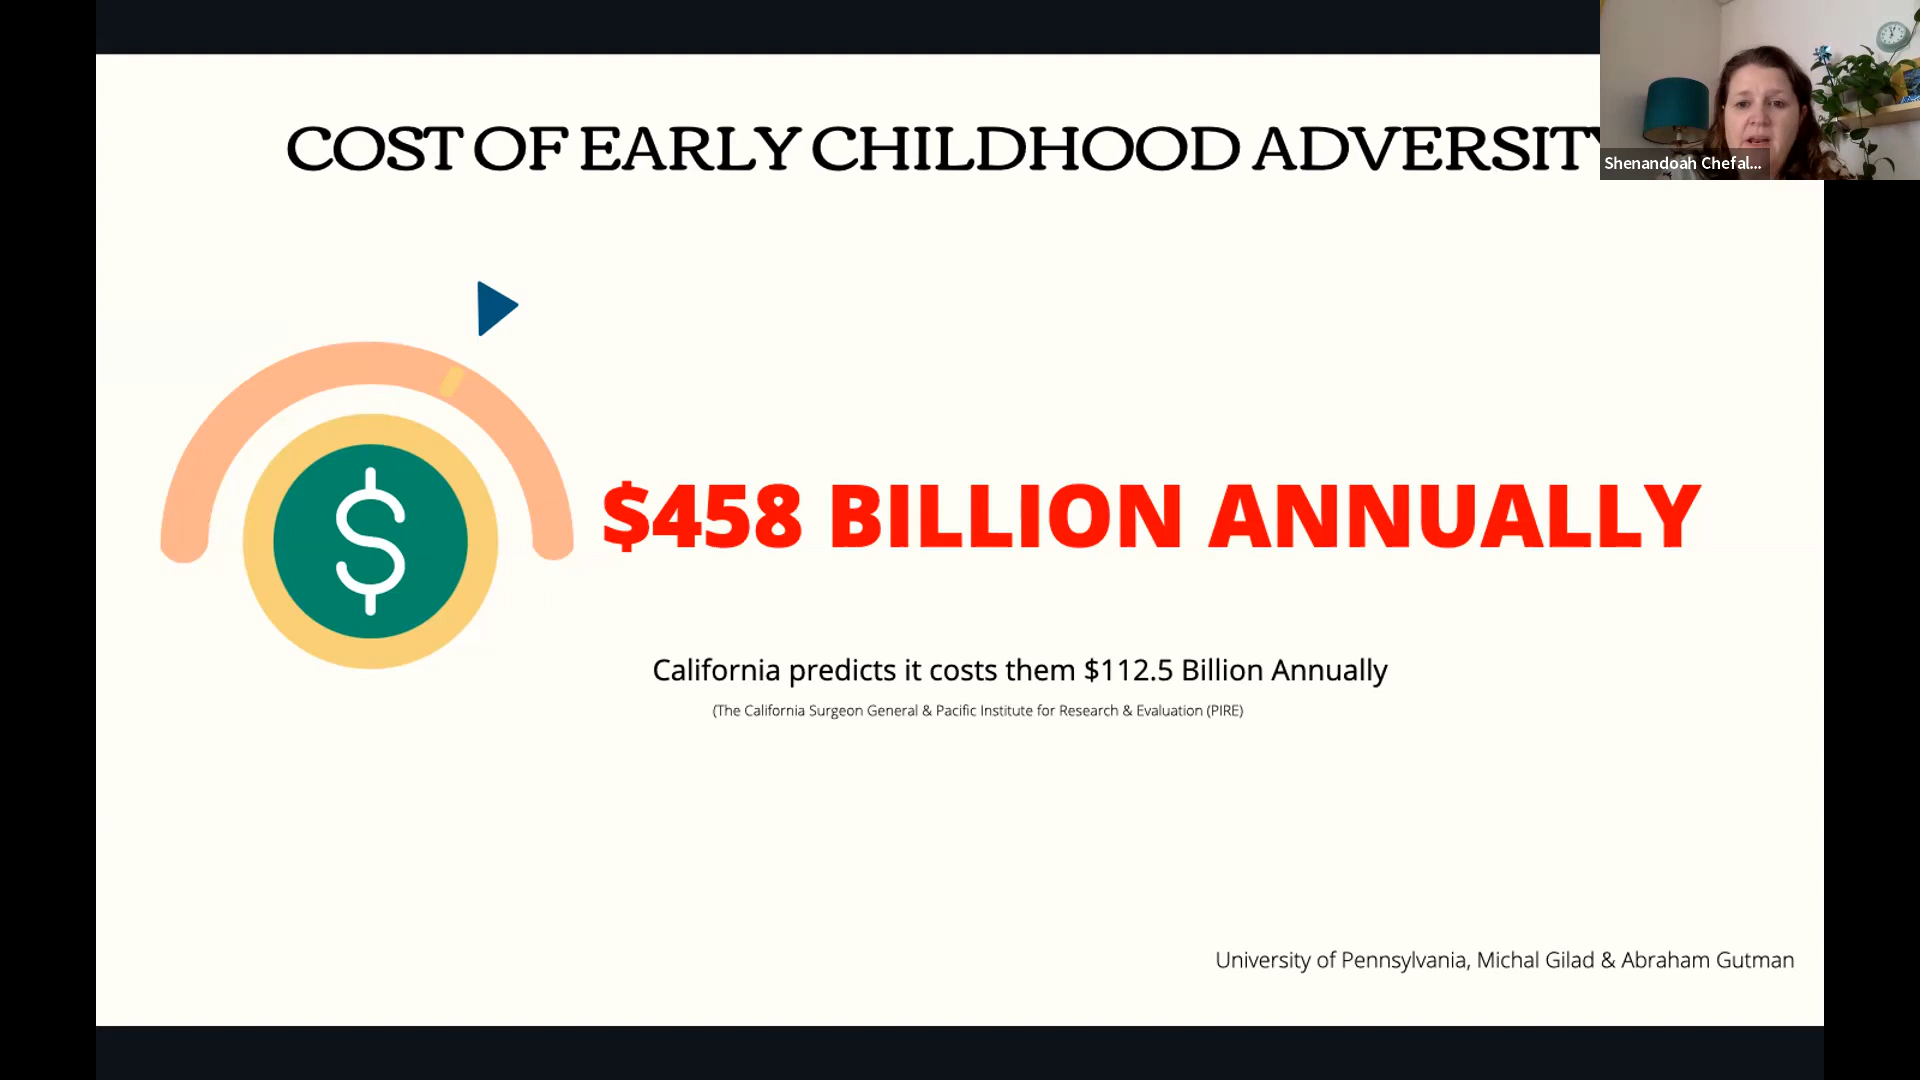 COST OF EARLY CHILDHOOD ADVERSITY
Shenandoah Chefal...
$
$458 BILLION ANNUALLY
California predicts it costs them $112.5 Billion Annually
(The California Surgeon General & Pacific Institute for Research & Evaluation (PIRE)
University of Pennsylvania, Michal Gilad & Abraham Gutman